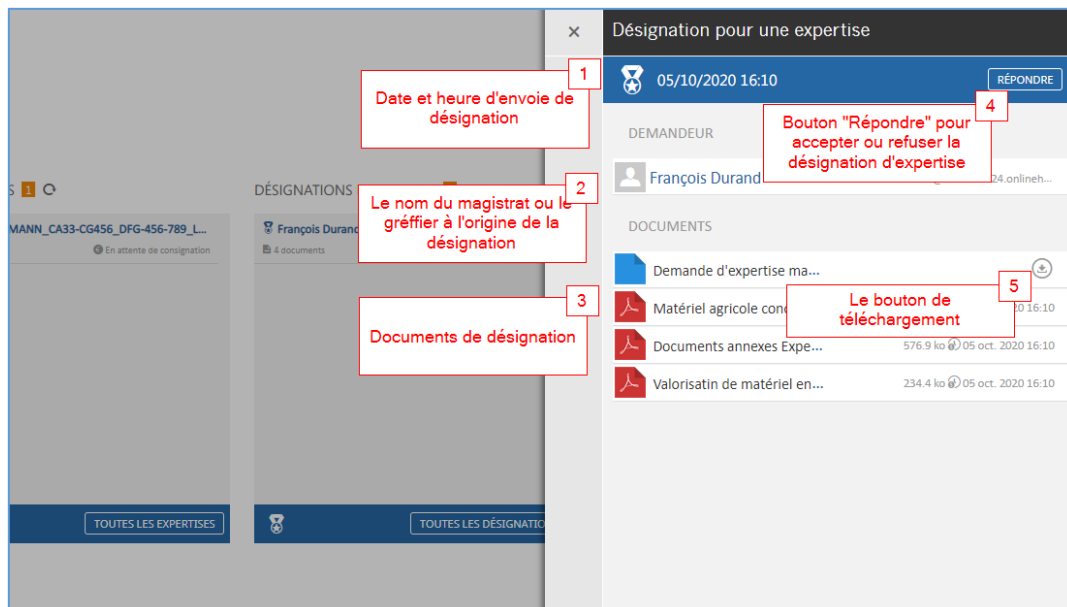 ×
Désignation pour une expertise
05/10/2020 16:10
RÉPONDRE
1
Date et heure d'envoie de
désignation
4
Bouton "Répondre" pour
accepter ou refuser la
désignation d'expertise
DEMANDEUR
François Durand
24.onlineh...
S 1
DÉSIGNATIONS
2
Le nom du magistrat ou le
gréffier à l'origine de la
désignation
MANN_CA33-CG456_DFG-456-789_L...
En attente de consignation
François Durand
4 documents
DOCUMENTS
Demande d'expertise ma...
5
Le bouton de
téléchargement
3
Documents de désignation
Matériel agricole conc
20 16:10
Documents annexes Expe...
576.9 ko 05 oct. 2020 16:10
Valorisatin de matériel en...
234.4 ko 05 oct. 2020 16:10
TOUTES LES EXPERTISES
TOUTES LES DÉSIGNATIO